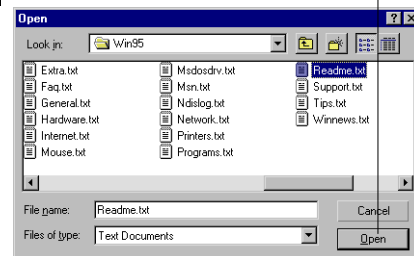 Open
Look in: Win95
Extra.txt Msdosdrv.txt Readme.txt
Faq.txt Msn.txt Support.txt
General.txt Ndislog.txt Tips.txt
Hardware.txt Network.txt Winnews.txt
Internet.txt Printers.txt
Mouse.txt Programs.txt
File name: Readme.txt Cancel
Files of type: Text Documents Open